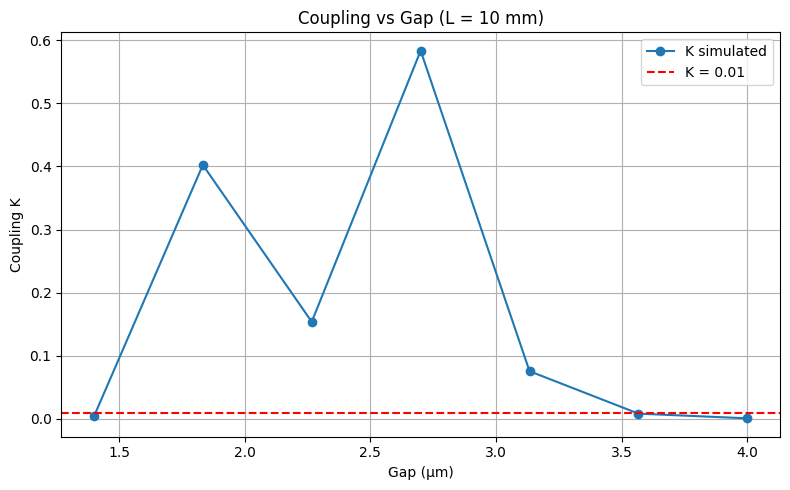 Coupling vs Gap (L = 10 mm)
K simulated
K = 0.01
Coupling K
0.6
0.5
0.4
0.3
0.2
0.1
0.0
1.5 2.0 2.5 3.0 3.5 4.0
Gap (μm)